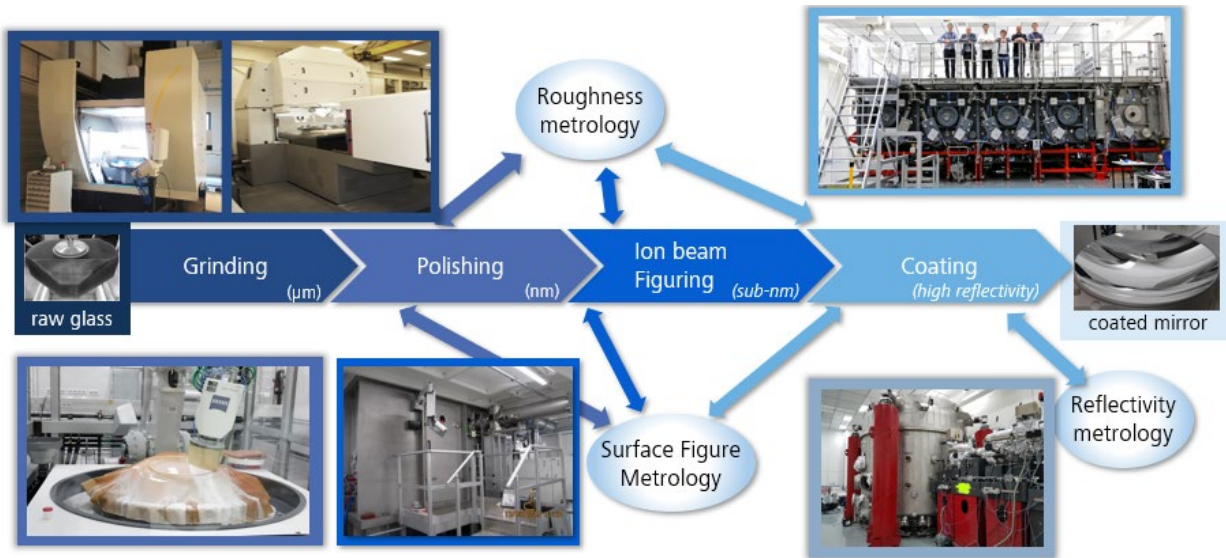 Roughness
metrology
raw glass
Grinding
(µm)
Polishing
(nm)
Ion beam
Figuring
(sub-nm)
Coating
(high reflectivity)
coated mirror
Surface Figure
Metrology
Reflectivity
metrology